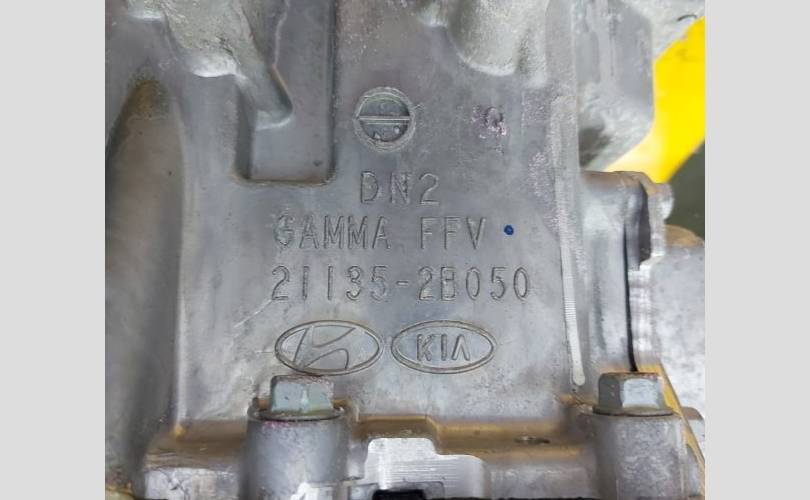 DN2
GAMMA FFV
21135-2B050
KIA